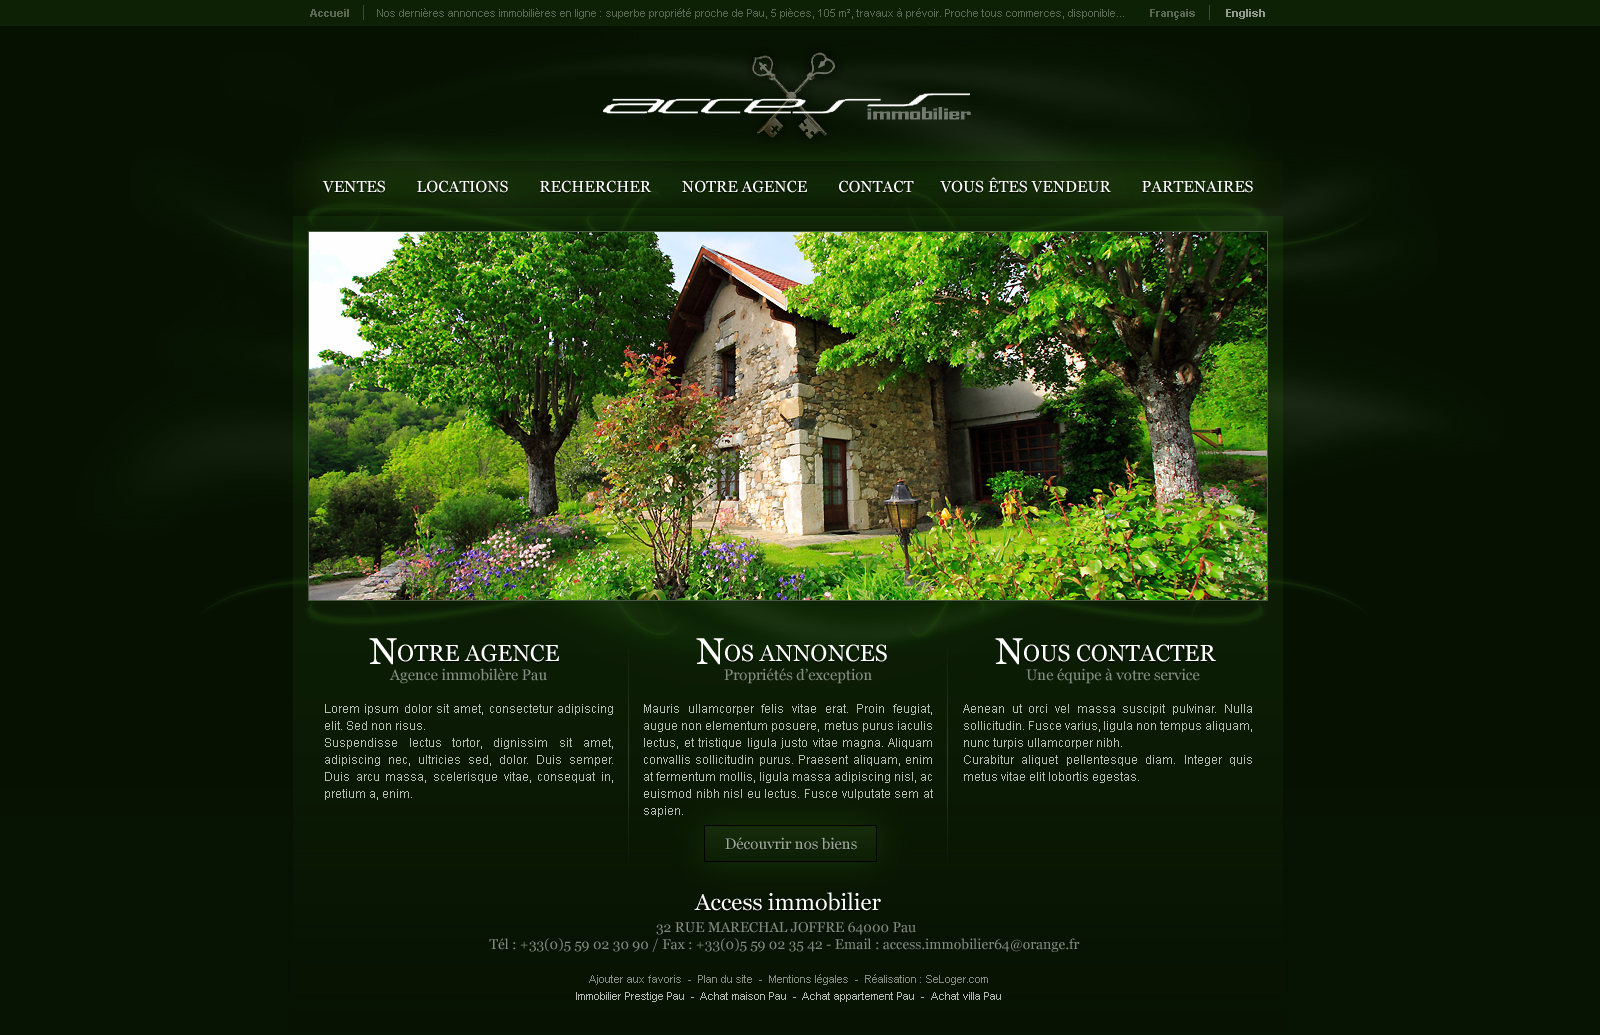 Accueil
Nos dernières annonces immobilières en ligne : superbe propriété proche de Pau, 5 pièces, 105 m², travaux à prévoir. Proche tous commerces, disponible...
Français
English
access
immobilier
VENTES
LOCATIONS
RECHERCHER
NOTRE AGENCE
CONTACT
VOUS ÊTES VENDEUR
PARTENAIRES
NOTRE AGENCE
Agence immobilère Pau
Lorem ipsum dolor sit amet, consectetur adipiscing
elit. Sed non risus.
Suspendisse lectus tortor, dignissim sit amet,
adipiscing nec, ultricies sed, dolor. Duis semper.
Duis arcu massa, scelerisque vitae, consequat in,
pretium a, enim.
NOS ANNONCES
Propriétés d'exception
Mauris ullamcorper felis vitae erat. Proin feugiat,
augue non elementum posuere, metus purus iaculis
lectus, et tristique ligula justo vitae magna. Aliquam
convallis sollicitudin purus. Praesent aliquam, enim
at fermentum mollis, ligula massa adipiscing nisl, ac
euismod nibh nisl eu lectus. Fusce vulputate sem at
sapien.
Découvrir nos biens
NOUS CONTACTER
Une équipe à votre service
Aenean ut orci vel massa suscipit pulvinar. Nulla
sollicitudin. Fusce varius, ligula non tempus aliquam,
nunc turpis ullamcorper nibh.
Curabitur aliquet pellentesque diam. Integer quis
metus vitae elit lobortis egestas.
Access immobilier
32 RUE MARECHAL JOFFRE 64000 Pau
Tél : +33(0)5 59 02 30 90 / Fax : +33(0)5 59 02 35 42 - Email : access.immobilier64@orange.fr
Ajouter aux favoris - Plan du site - Mentions légales - Réalisation : SeLoger.com
Immobilier Prestige Pau - Achat maison Pau - Achat appartement Pau - Achat villa Pau